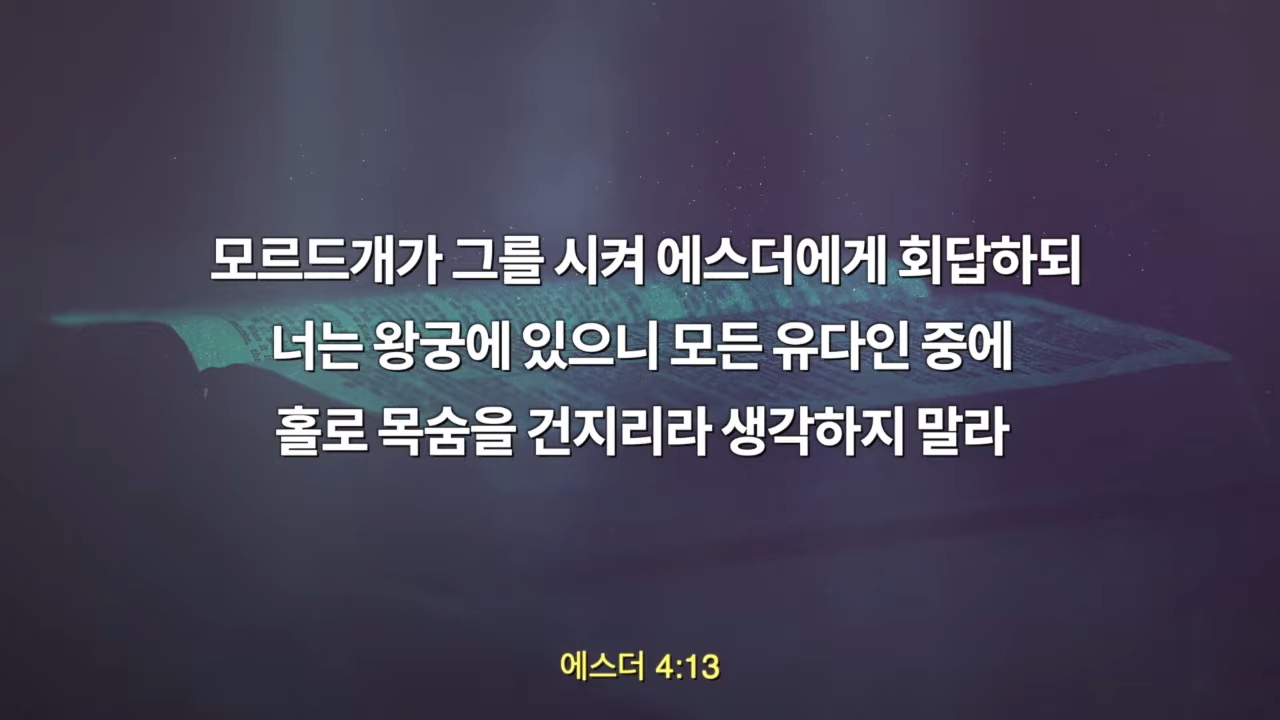 모르드개가 그를 시켜 에스더에게 회답하되
너는 왕궁에 있으니 모든 유다인 중에
홀로 목숨을 건지리라 생각하지 말라
에스더 4:13